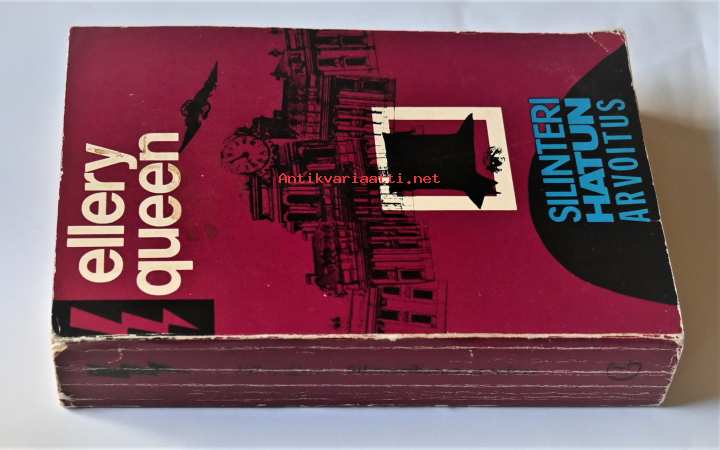 ellery
queen
SILINTERI
HATUN
ARVOITUS
Antikvariaatti.net